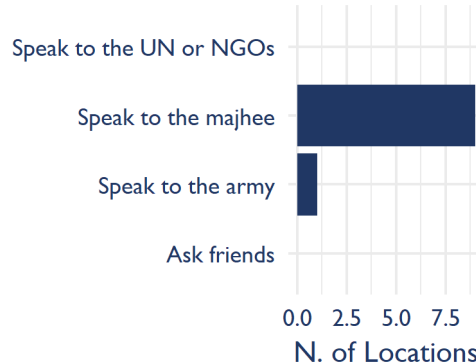 Speak to the UN or NGOs
Speak to the majhee
Speak to the army
Ask friends
0.0 2.5 5.0 7.5
N. of Locations